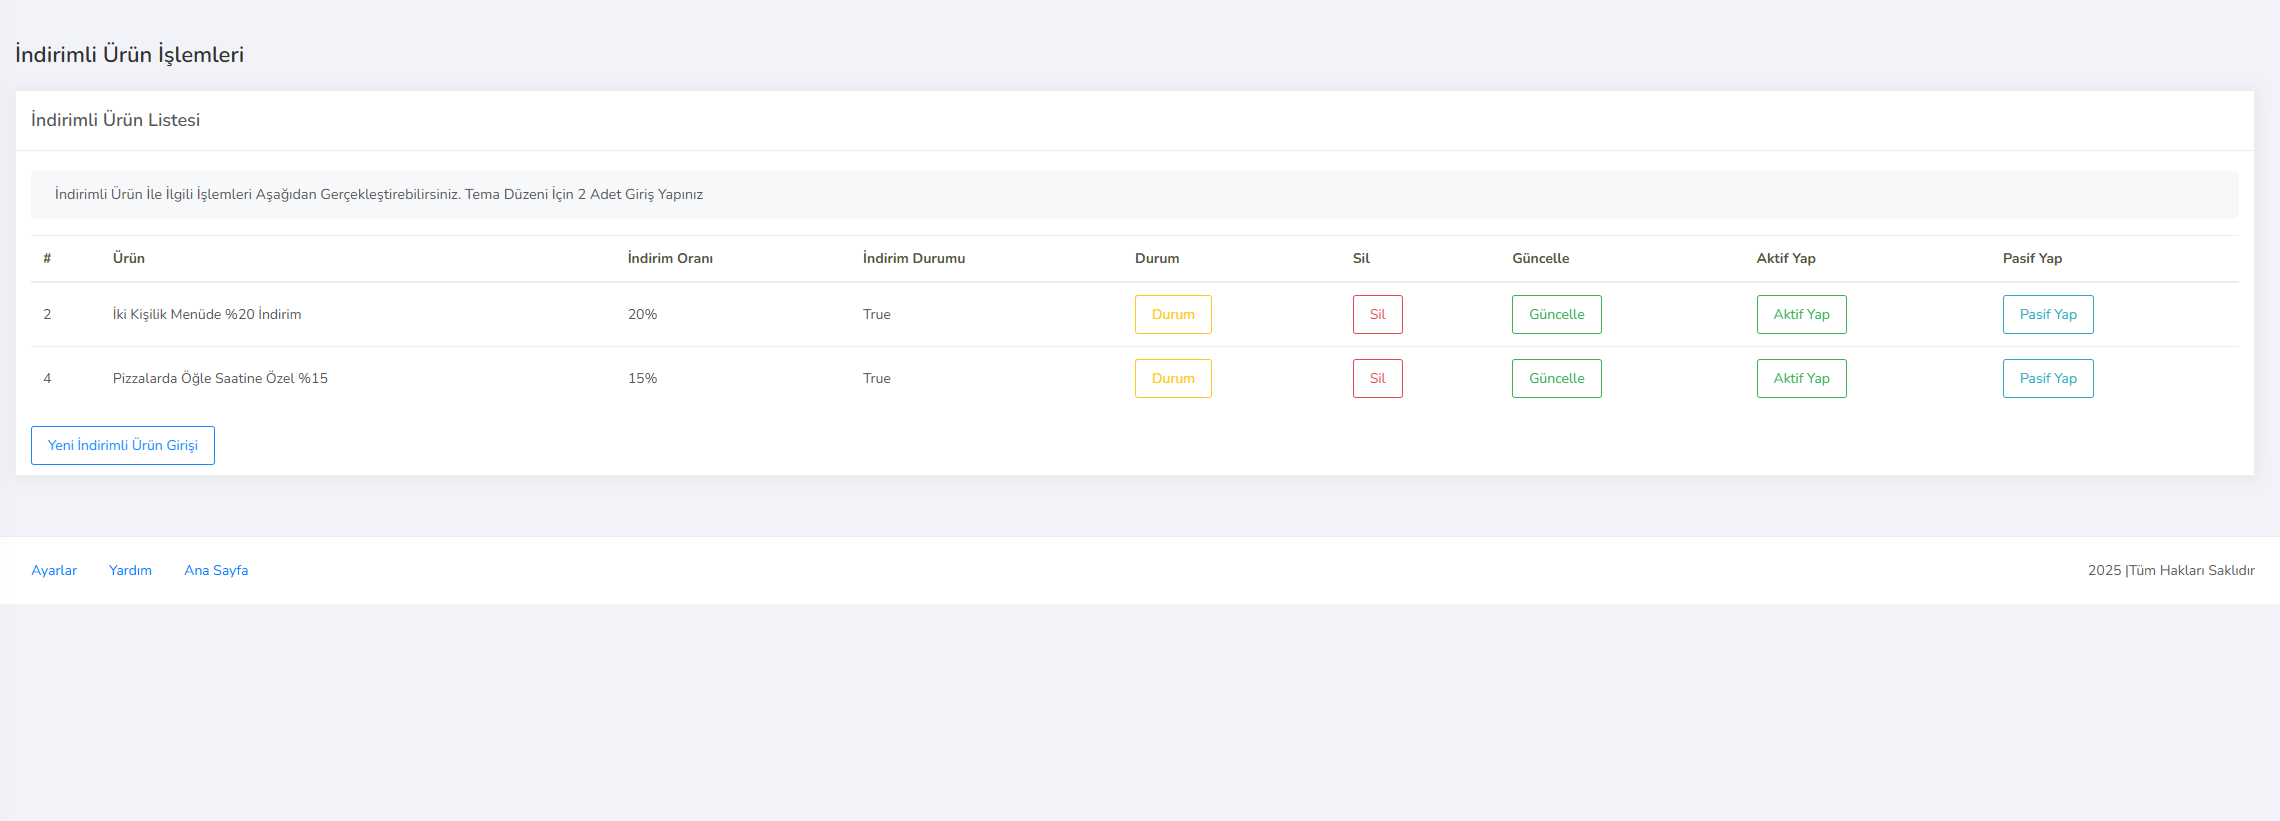 İndirimli Ürün İşlemleri
İndirimli Ürün Listesi
İndirimli Ürün İle İlgili İşlemleri Aşağıdan Gerçekleştirebilirsiniz. Tema Düzeni İçin 2 Adet Giriş Yapınız
# Ürün İndirim Oranı İndirim Durumu Durum Sil Güncelle Aktif Yap Pasif Yap
2 İki Kişilik Menüde %20 İndirim 20% True Durum Sil Güncelle Aktif Yap Pasif Yap
4 Pizzalarda Öğle Saatine Özel %15 15% True Durum Sil Güncelle Aktif Yap Pasif Yap
Yeni İndirimli Ürün Girişi
Ayarlar Yardım Ana Sayfa 2025 |Tüm Hakları Saklıdır